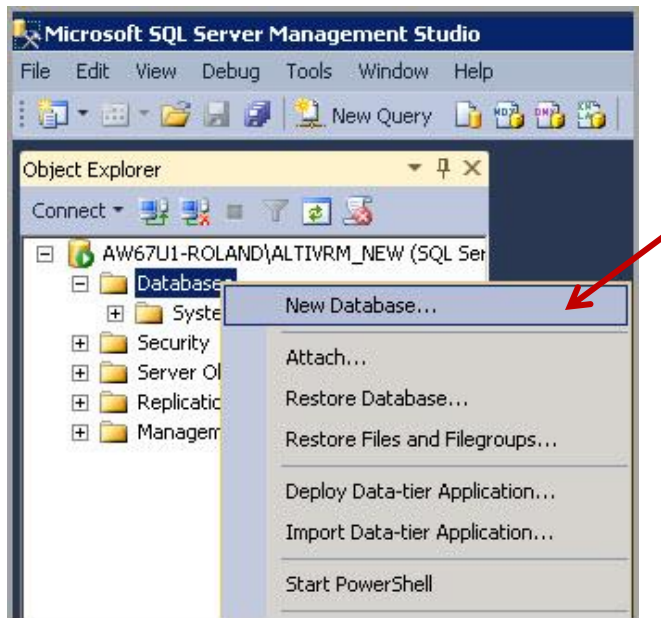 Microsoft SQL Server Management Studio
File Edit View Debug Tools Window Help
New Query
Object Explorer
Connect
AW67U1-ROLAND\ALTIVRM_NEW (SQL Ser
Databases
Syste
Security
Server Ol
Replicatic
Managem
New Database...
Attach...
Restore Database...
Restore Files and Filegroups...
Deploy Data-tier Application...
Import Data-tier Application...
Start PowerShell